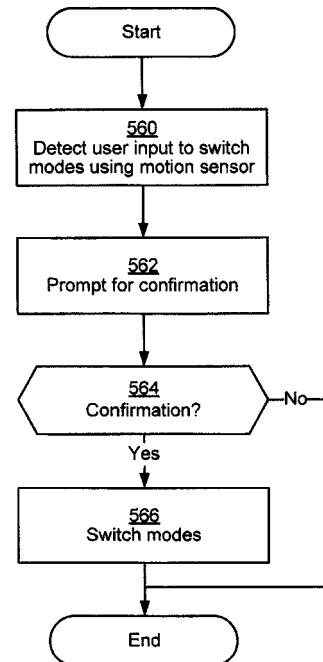 Start
560
Detect user input to switch
modes using motion sensor
562
Prompt for confirmation
564
Confirmation?
No
Yes
566
Switch modes
End